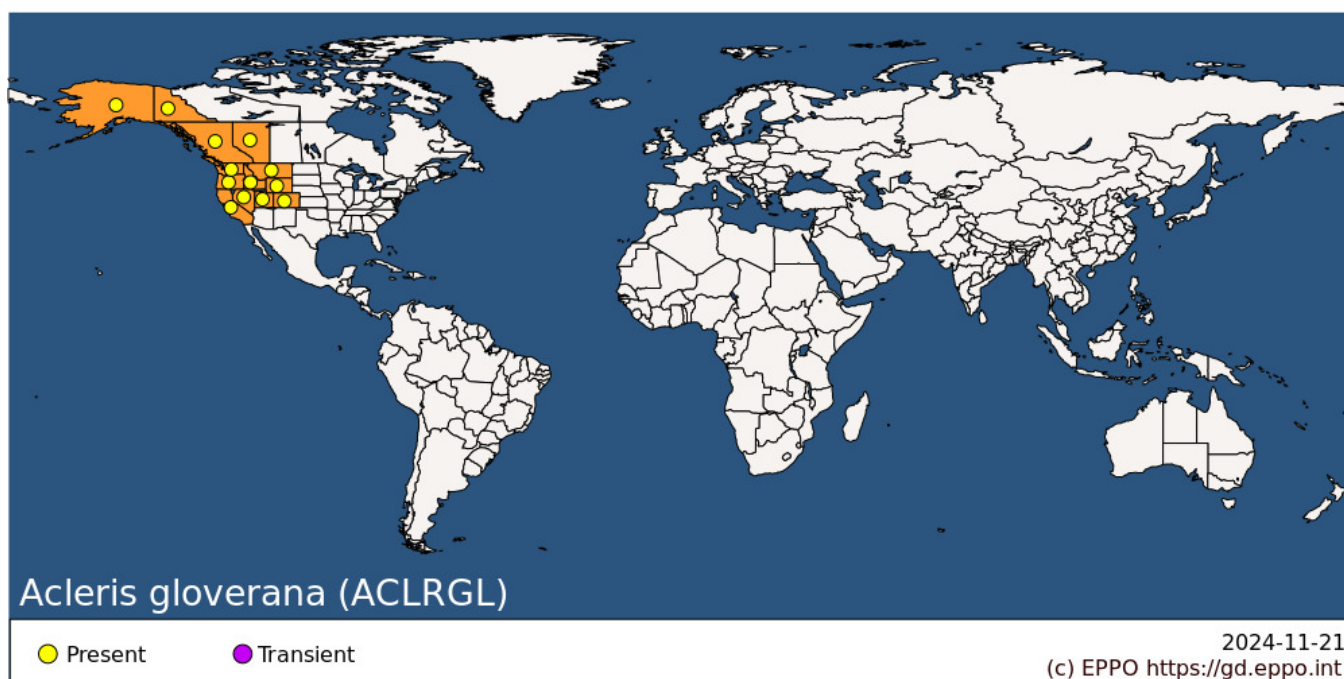 Acleris gloverana (ACLRGL)
Present
Transient
2024-11-21
(c) EPPO https://gd.eppo.int